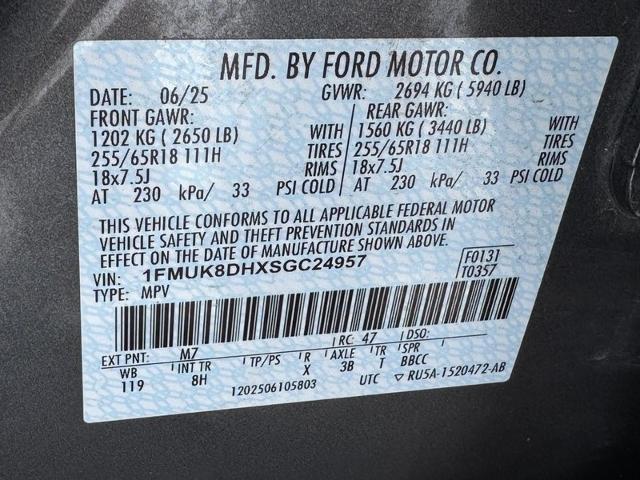 MFD. BY FORD MOTOR CO.
DATE: 06/25 GVWR: 2694 KG ( 5940 LB)
FRONT GAWR: REAR GAWR:
1202 KG ( 2650 LB) WITH 1560 KG ( 3440 LB) WITH
255/65R18 111H TIRES 255/65R18 111H TIRES
18x7.5J RIMS 18x7.5J RIMS
AT 230 kPa/ 33 PSI COLD AT 230 kPa/ 33 PSI COLD
THIS VEHICLE CONFORMS TO ALL APPLICABLE FEDERAL MOTOR
VEHICLE SAFETY AND THEFT PREVENTION STANDARDS IN
EFFECT ON THE DATE OF MANUFACTURE SHOWN ABOVE.
VIN: 1FMUK8DHXSGC24957 F0131
TYPE: MPV T0357
EXT PNT: M7 RC: 47 DSO:
WB INT TR TP/PS R AXLE TR SPR
119 8H X 3B T BBCC
1202506105803 UTC ▽ RU5A-1520472-AB